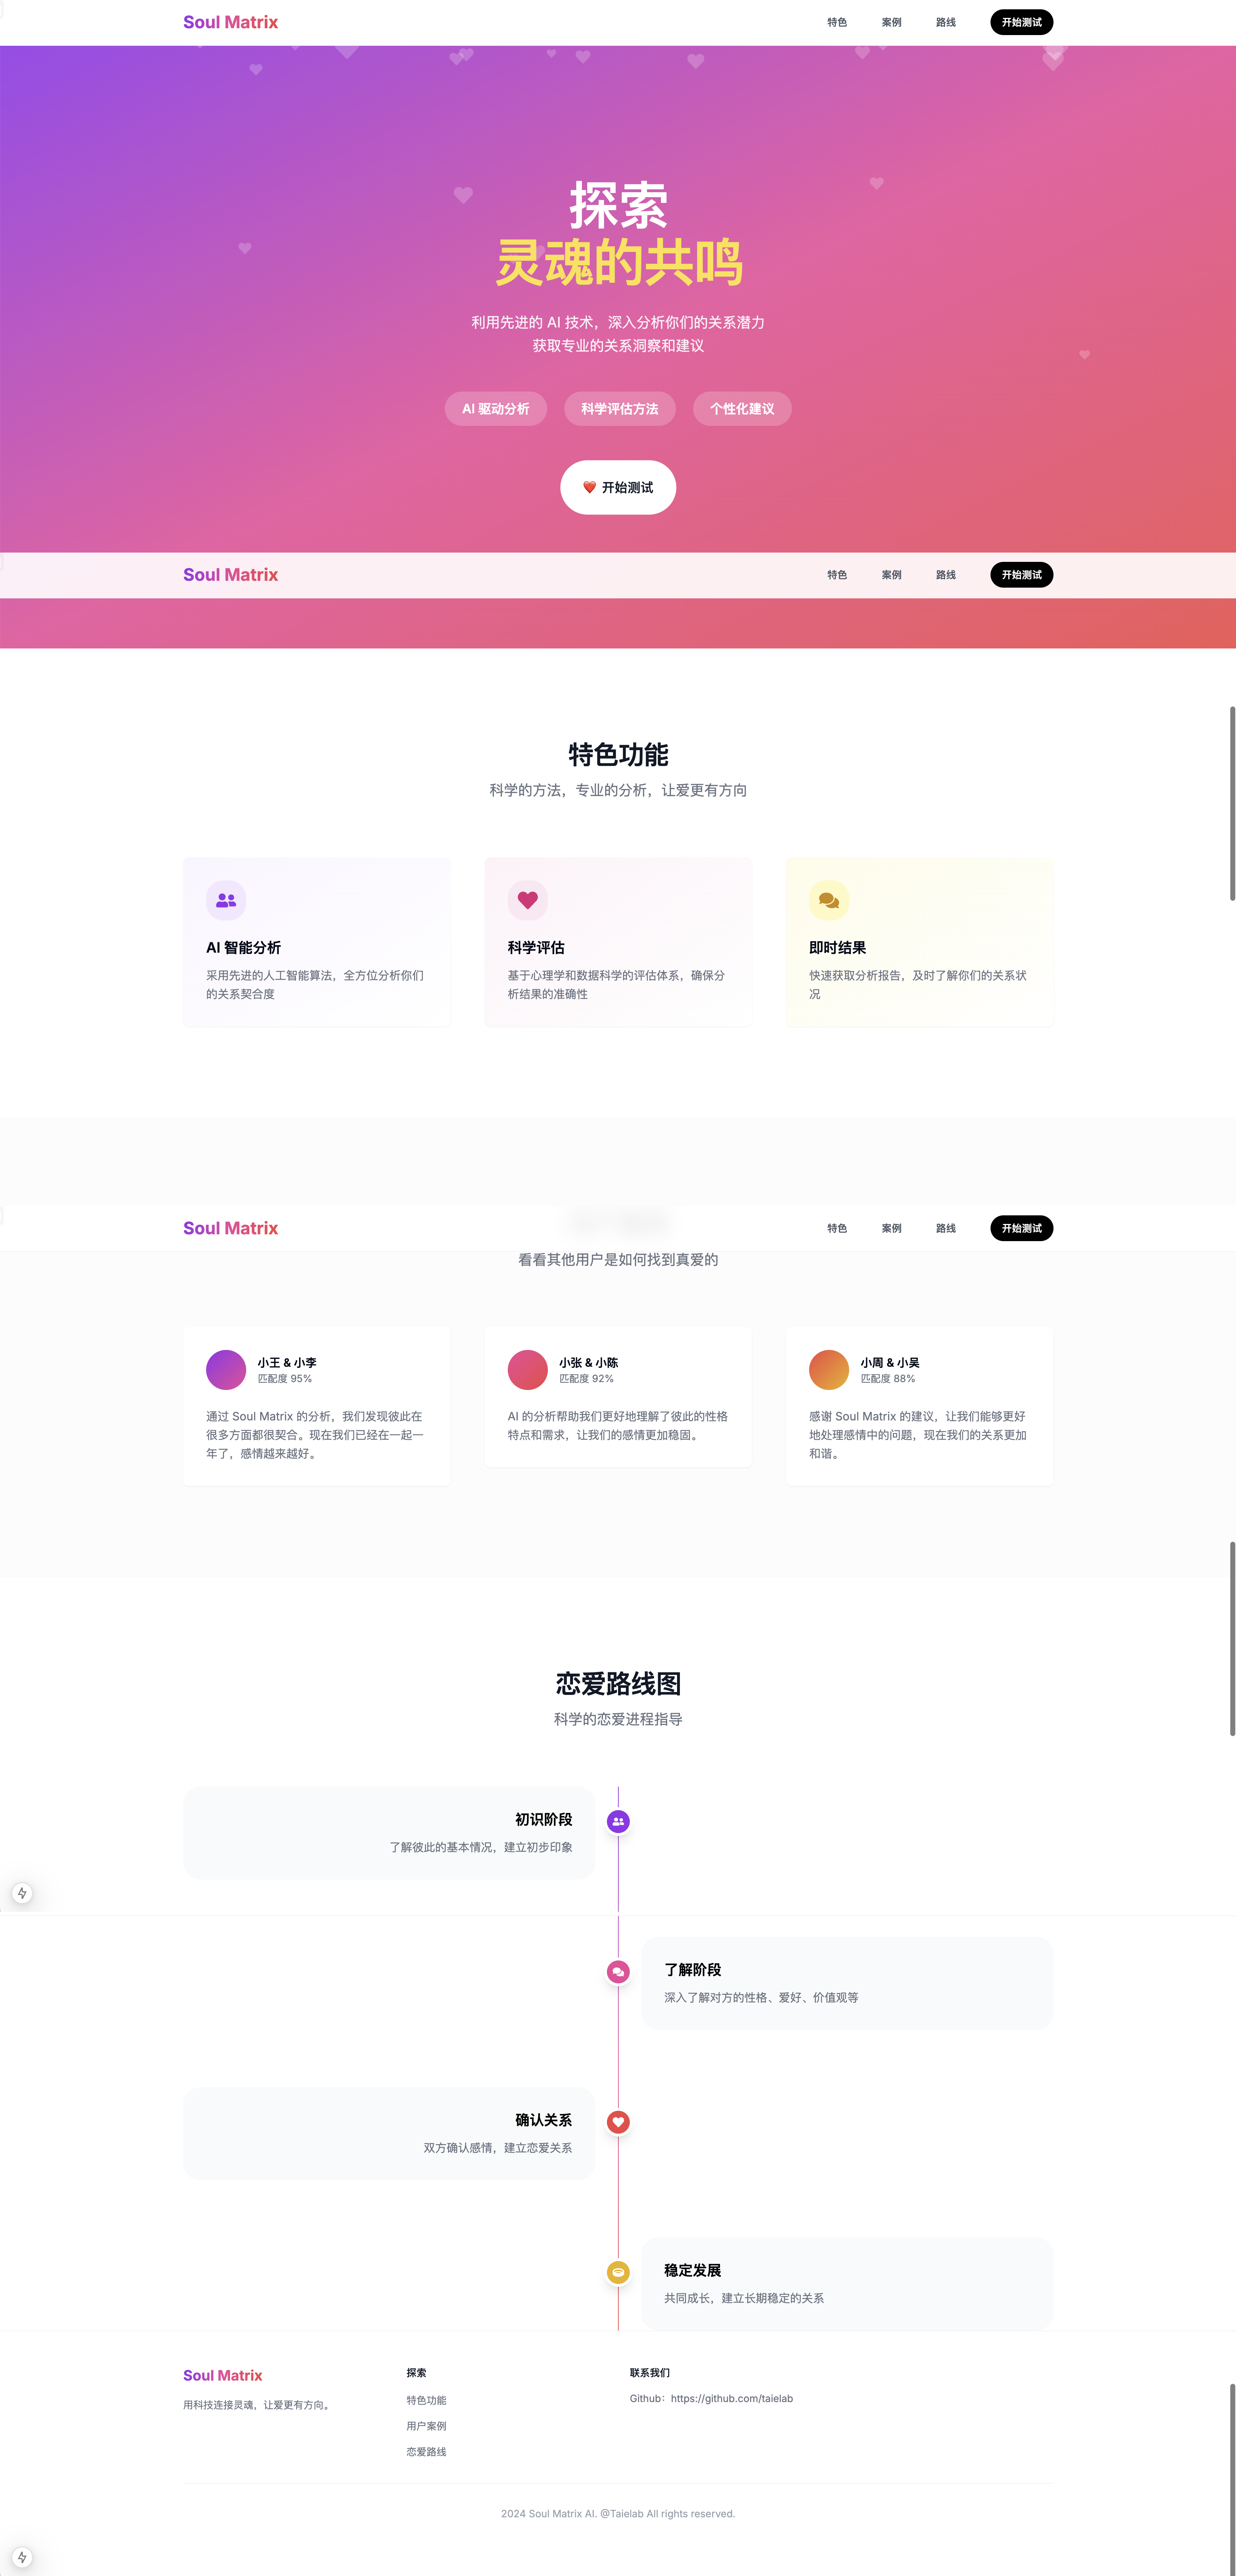 Soul Matrix
特色
案例
路线
开始测试
探索
灵魂的共鸣
利用先进的 AI 技术，深入分析你们的关系潜力
获取专业的关系洞察和建议
AI 驱动分析
科学评估方法
个性化建议
开始测试
Soul Matrix
特色
案例
路线
开始测试
特色功能
科学的方法，专业的分析，让爱更有方向
AI 智能分析
采用先进的人工智能算法，全方位分析你们
的关系契合度
科学评估
基于心理学和数据科学的评估体系，确保分
析结果的准确性
即时结果
快速获取分析报告，及时了解你们的关系状
况
Soul Matrix
特色
案例
路线
开始测试
看看其他用户是如何找到真爱的
小王 & 小李
匹配度 95%
通过 Soul Matrix 的分析，我们发现彼此在
很多方面都很契合。现在我们已经在一起一
年了，感情越来越好。
小张 & 小陈
匹配度 92%
AI 的分析帮助我们更好地理解了彼此的性格
特点和需求，让我们的感情更加稳固。
小周 & 小吴
匹配度 88%
感谢 Soul Matrix 的建议，让我们能够更好
地处理感情中的问题，现在我们的关系更加
和谐。
恋爱路线图
科学的恋爱进程指导
初识阶段
了解彼此的基本情况，建立初步印象
了解阶段
深入了解对方的性格、爱好、价值观等
确认关系
双方确认感情，建立恋爱关系
稳定发展
共同成长，建立长期稳定的关系
Soul Matrix
用科技连接灵魂，让爱更有方向。
探索
特色功能
用户案例
恋爱路线
联系我们
Github：https://github.com/taielab
2024 Soul Matrix AI. @Taielab All rights reserved.